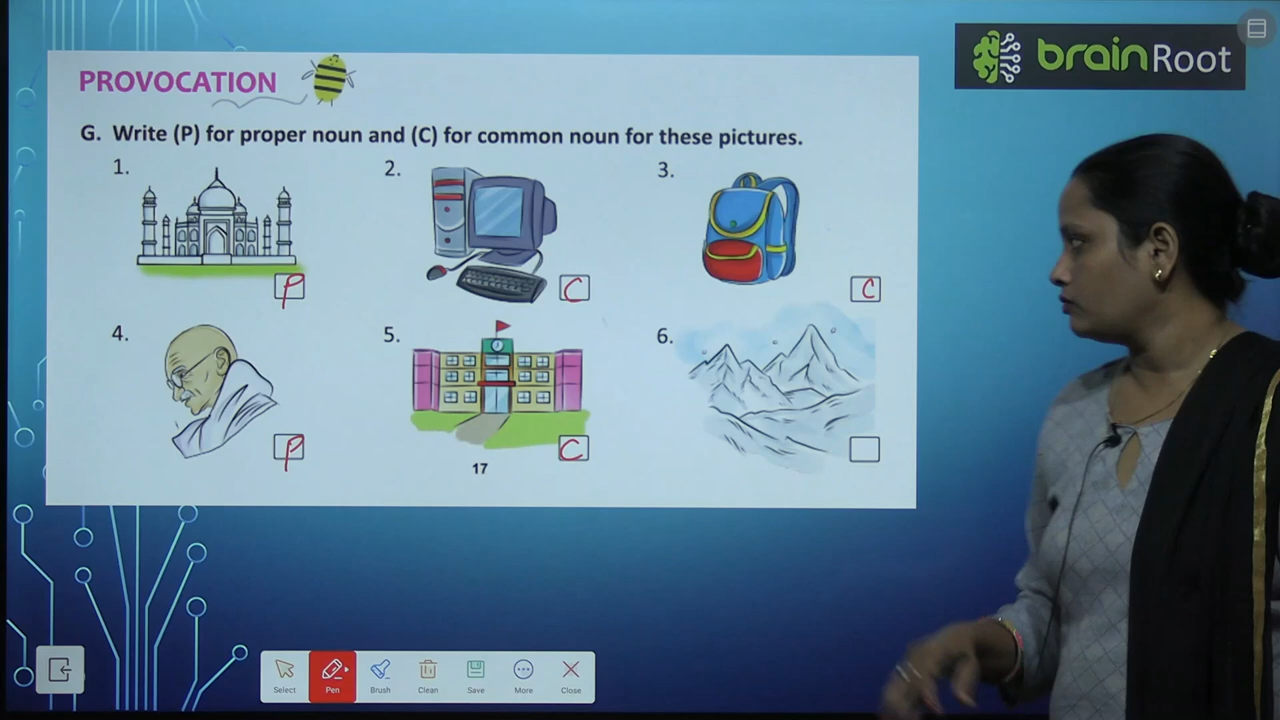 brainRoot
PROVOCATION
G. Write (P) for proper noun and (C) for common noun for these pictures.
1. 2. 3.
P C C
4. 5. 6.
P C
17
Select Pen Brush Clean Save More Close